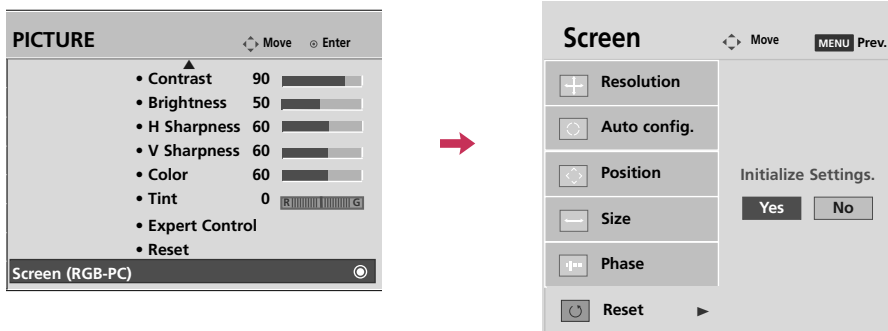 PICTURE Move Enter
• Contrast 90
• Brightness 50
• H Sharpness 60
• V Sharpness 60
• Color 60
• Tint 0 R G
• Expert Control
• Reset
Screen (RGB-PC)
Screen Move MENU Prev.
Resolution
Auto config.
Position
Size
Phase
Reset
Initialize Settings.
Yes No